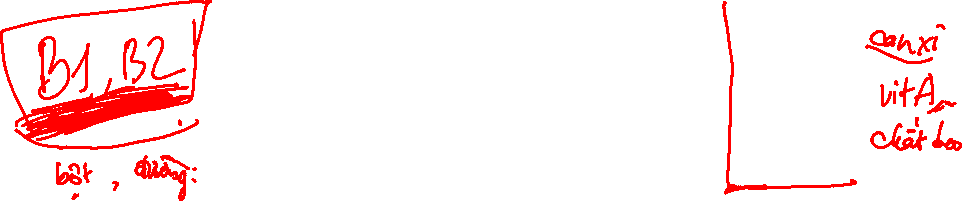 B1, B2
bột, đường:
canxi
vitA
chất béo